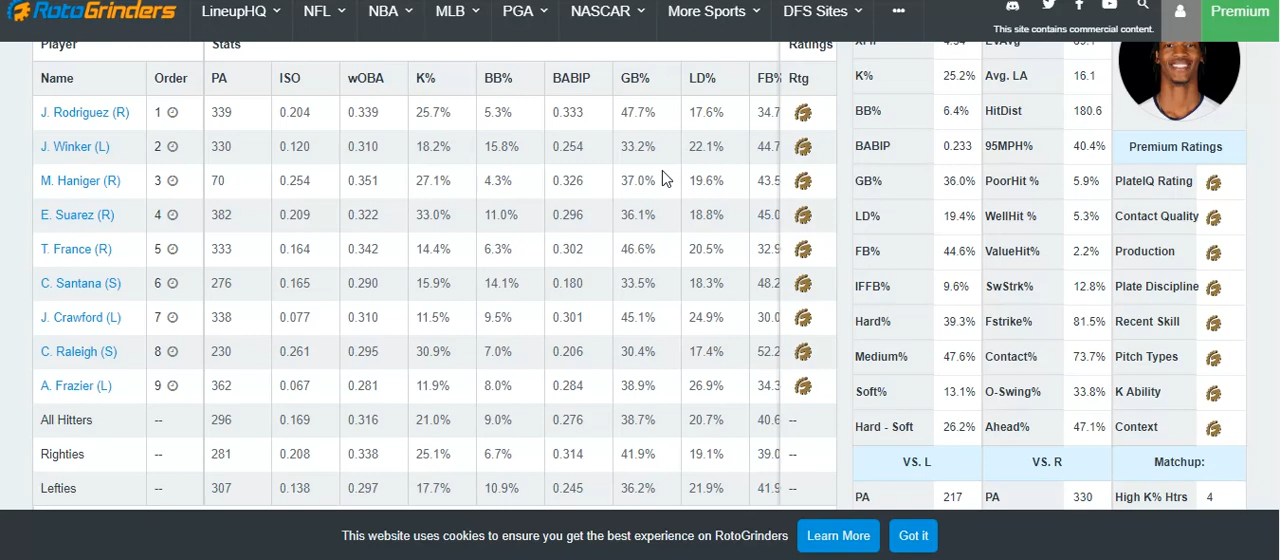 RotoGrinders LineupHQ NFL NBA MLB PGA NASCAR More Sports DFS Sites ••• Premium
This site contains commercial content.
Player Stats Ratings
Name Order PA ISO wOBA K% BB% BABIP GB% LD% FB% Rtg
J. Rodriguez (R) 1 339 0.204 0.339 25.7% 5.3% 0.333 47.7% 17.6% 34.7
J. Winker (L) 2 330 0.120 0.310 18.2% 15.8% 0.254 33.2% 22.1% 44.7
M. Haniger (R) 3 70 0.254 0.351 27.1% 4.3% 0.326 37.0% 19.6% 43.5
E. Suarez (R) 4 382 0.209 0.322 33.0% 11.0% 0.296 36.1% 18.8% 45.0
T. France (R) 5 333 0.164 0.342 14.4% 6.3% 0.302 46.6% 20.5% 32.9
C. Santana (S) 6 276 0.165 0.290 15.9% 14.1% 0.180 33.5% 18.3% 48.2
J. Crawford (L) 7 338 0.077 0.310 11.5% 9.5% 0.301 45.1% 24.9% 30.0
C. Raleigh (S) 8 230 0.261 0.295 30.9% 7.0% 0.206 30.4% 17.4% 52.2
A. Frazier (L) 9 362 0.067 0.281 11.9% 8.0% 0.284 38.9% 26.9% 34.3
All Hitters -- 296 0.169 0.316 21.0% 9.0% 0.276 38.7% 20.7% 40.6 --
Righties -- 281 0.208 0.338 25.1% 6.7% 0.314 41.9% 19.1% 39.0 --
Lefties -- 307 0.138 0.297 17.7% 10.9% 0.245 36.2% 21.9% 41.9 --
K% 25.2% Avg. LA 16.1
BB% 6.4% HitDist 180.6
BABIP 0.233 95MPH% 40.4% Premium Ratings
GB% 36.0% PoorHit % 5.9% PlateIQ Rating
LD% 19.4% WellHit % 5.3% Contact Quality
FB% 44.6% ValueHit% 2.2% Production
IFFB% 9.6% SwStrk% 12.8% Plate Discipline
Hard% 39.3% Fstrike% 81.5% Recent Skill
Medium% 47.6% Contact% 73.7% Pitch Types
Soft% 13.1% O-Swing% 33.8% K Ability
Hard - Soft 26.2% Ahead% 47.1% Context
VS. L VS. R Matchup:
PA 217 PA 330 High K% Htrs 4
This website uses cookies to ensure you get the best experience on RotoGrinders Learn More Got it